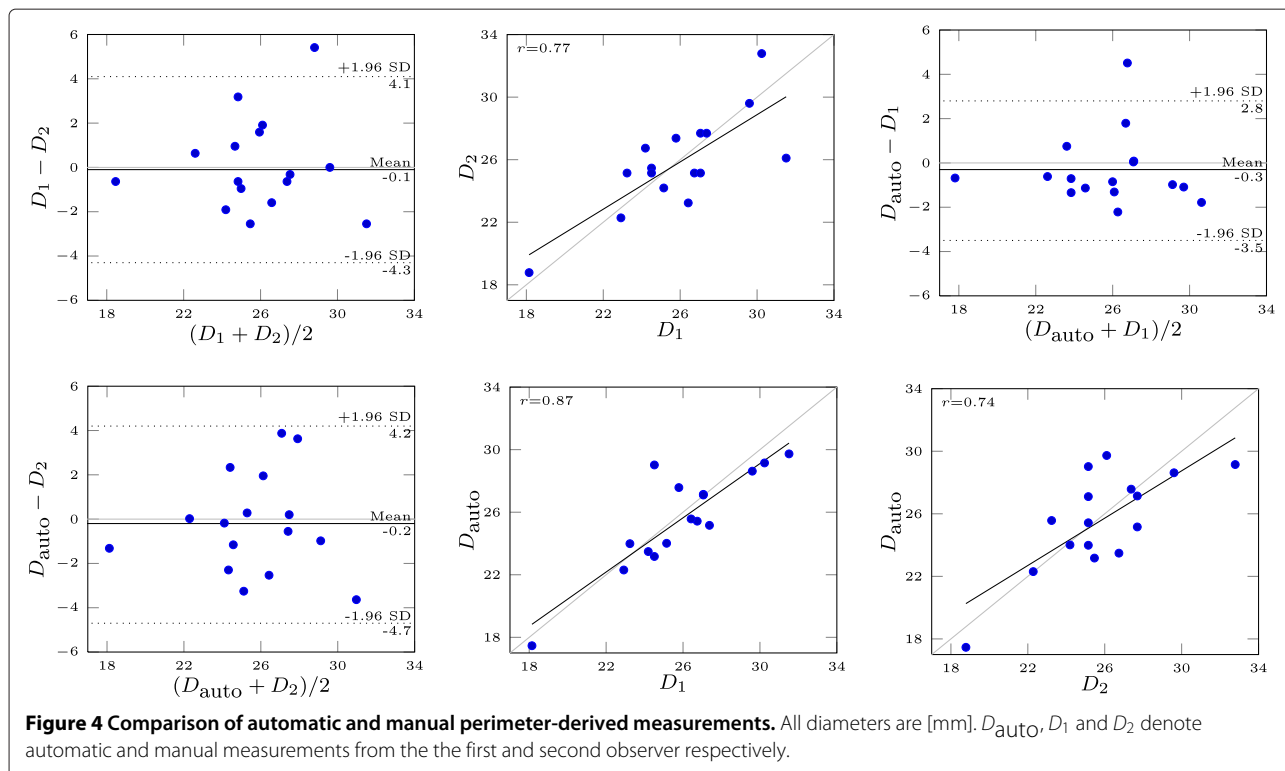 6
4
2
0
−2
−4
−6
D1 − D2
+1.96 SD
4.1
Mean
-0.1
-1.96 SD
-4.3
18 22 26 30 34
(D1 + D2)/2
34
30
26
22
18
D2
r=0.77
18 22 26 30 34
D1
6
4
2
0
−2
−4
−6
Dauto − D1
+1.96 SD
2.8
Mean
-0.3
-1.96 SD
-3.5
18 22 26 30 34
(Dauto + D1)/2
6
4
2
0
−2
−4
−6
Dauto − D2
+1.96 SD
4.2
Mean
-0.2
-1.96 SD
-4.7
18 22 26 30 34
(Dauto + D2)/2
34
30
26
22
18
Dauto
r=0.87
18 22 26 30 34
D1
34
30
26
22
18
Dauto
r=0.74
18 22 26 30 34
D2
Figure 4 Comparison of automatic and manual perimeter-derived measurements. All diameters are [mm]. Dauto, D1 and D2 denote
automatic and manual measurements from the the first and second observer respectively.